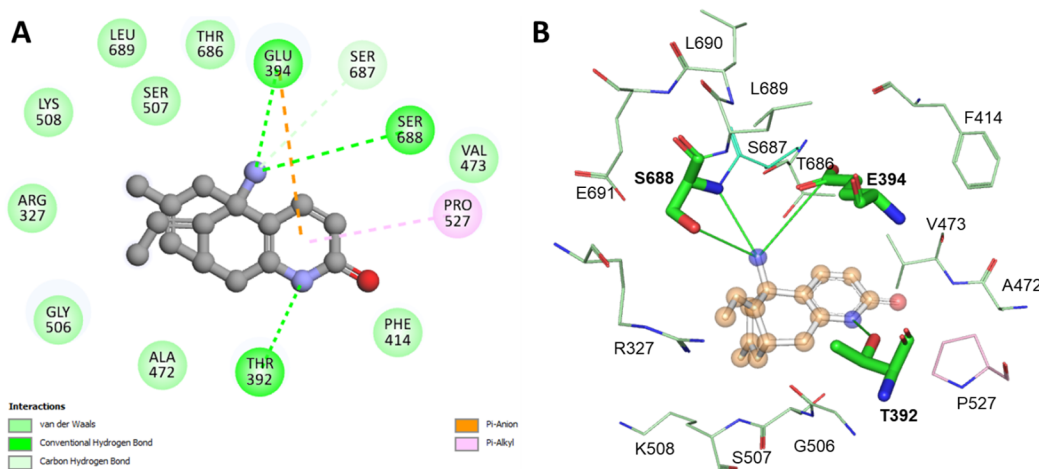 A
LEU
689
THR
686
GLU
394
SER
687
LYS
508
SER
507
SER
688
VAL
473
ARG
327
PRO
527
GLY
506
PHE
414
ALA
472
THR
392
Interactions
van der Waals
Conventional Hydrogen Bond
Carbon Hydrogen Bond
Pi-Anion
Pi-Alkyl
B
L690
L689
F414
S687
T686
S688
E394
E691
V473
A472
R327
T392
P527
K508
S507
G506